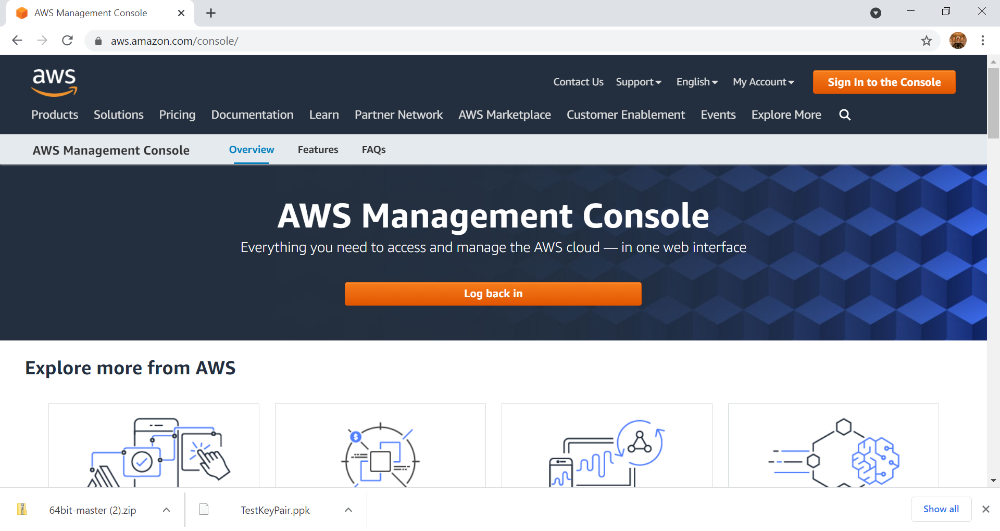 AWS Management Console
aws.amazon.com/console/
aws
Contact Us Support English My Account Sign In to the Console
Products Solutions Pricing Documentation Learn Partner Network AWS Marketplace Customer Enablement Events Explore More
AWS Management Console Overview Features FAQs
AWS Management Console
Everything you need to access and manage the AWS cloud — in one web interface
Log back in
Explore more from AWS
$
64bit-master (2).zip TestKeyPair.ppk Show all